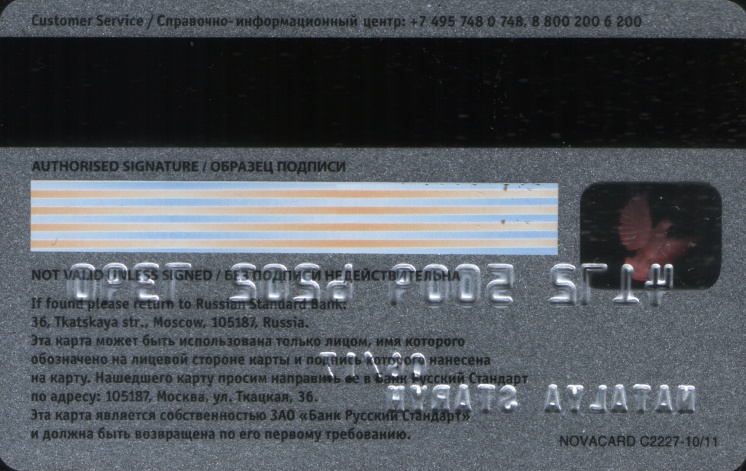 Customer Service / Справочно-информационный центр: +7 495 748 0 748, 8 800 200 6 200
AUTHORISED SIGNATURE / ОБРАЗЕЦ ПОДПИСИ
NOT VALID UNLESS SIGNED / БЕЗ ПОДПИСИ НЕДЕЙСТВИТЕЛЬНА
If found please return to Russian Standard Bank:
36, Tkatskaya str., Moscow, 105187, Russia.
Эта карта может быть использована только лицом, имя которого
обозначено на лицевой стороне карты и подпись которого нанесена
на карту. Нашедшего карту просим направить ее в Банк Русский Стандарт
по адресу: 105187, Москва, ул. Ткацкая, 36.
Эта карта является собственностью ЗАО «Банк Русский Стандарт»
и должна быть возвращена по его первому требованию.
NATALYA
NOVACARD C2227-10/11